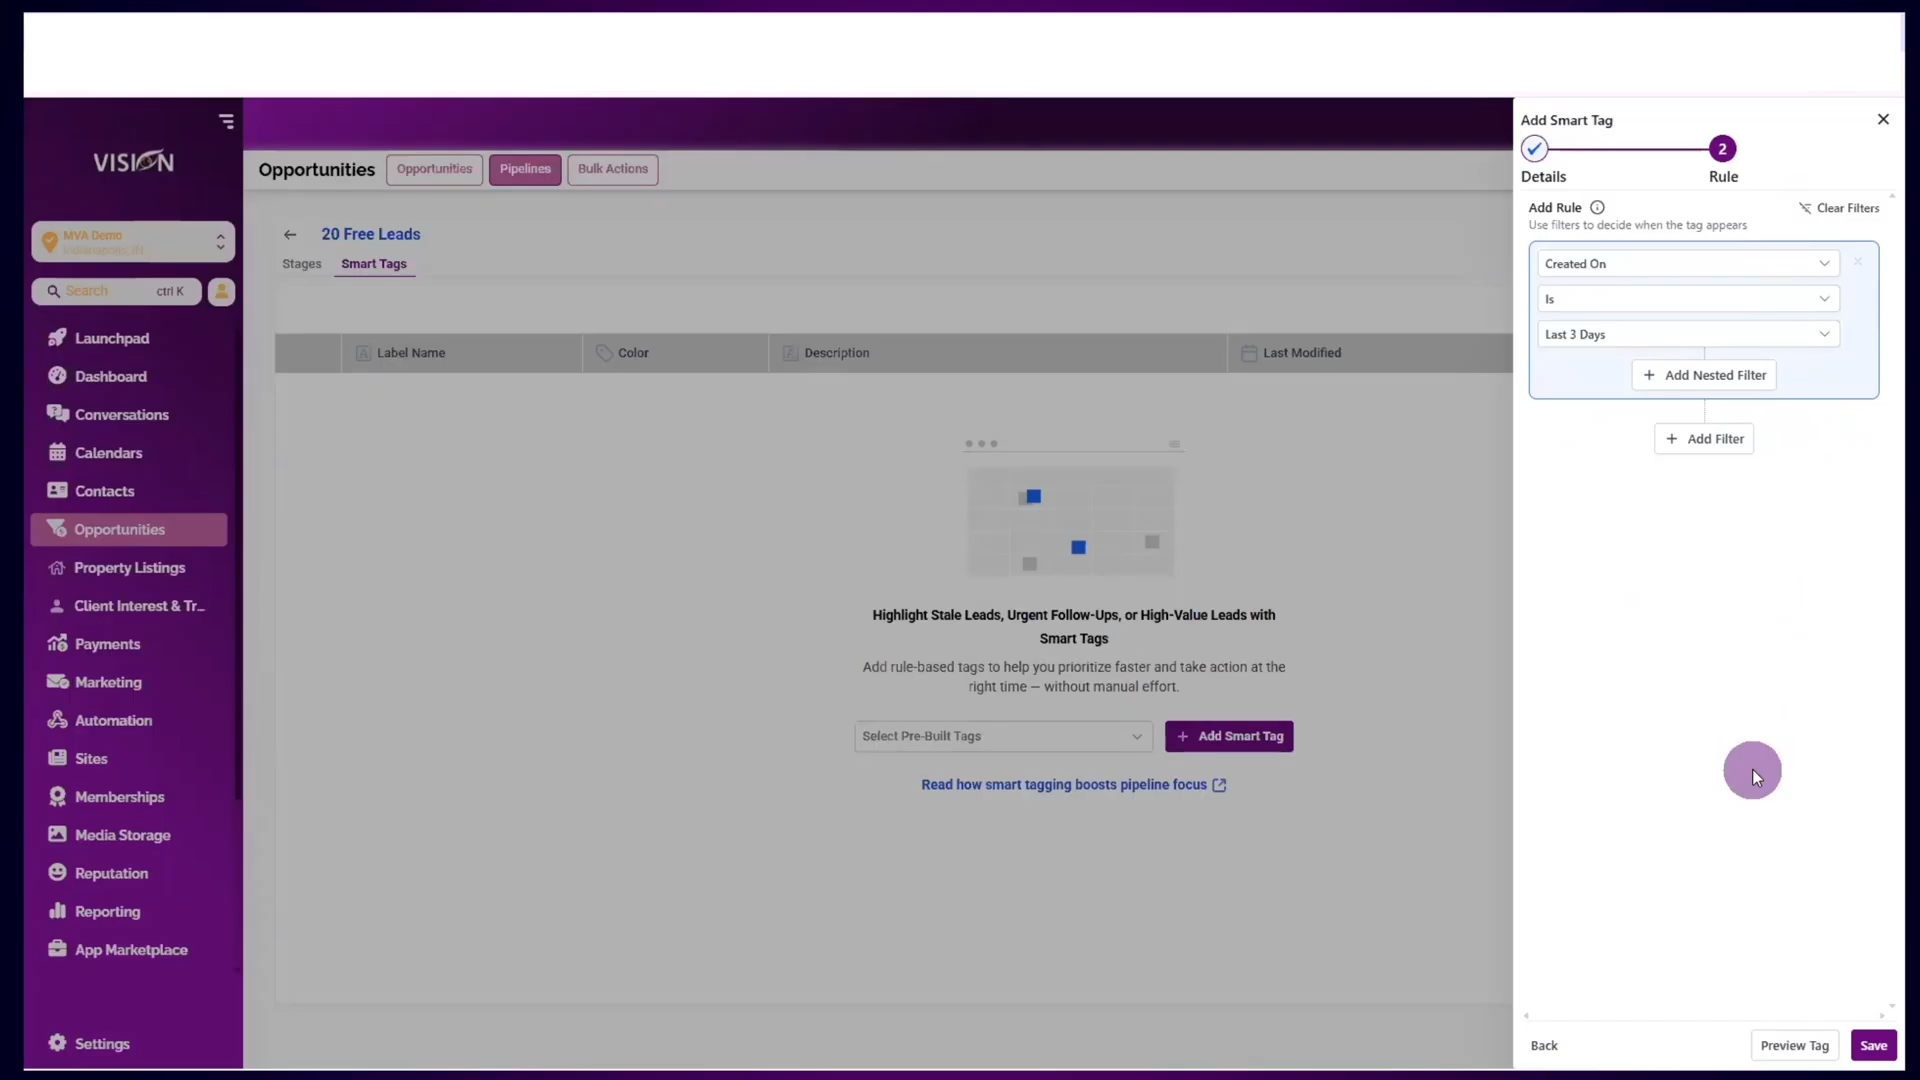 VISION
MVA Demo
Indianapolis, IN
Search
ctrl K
Launchpad
Dashboard
Conversations
Calendars
Contacts
Opportunities
Property Listings
Client Interest & Tr...
Payments
Marketing
Automation
Sites
Memberships
Media Storage
Reputation
Reporting
App Marketplace
Settings
Opportunities
Opportunities
Pipelines
Bulk Actions
20 Free Leads
Stages
Smart Tags
Label Name
Color
Description
Last Modified
Highlight Stale Leads, Urgent Follow-Ups, or High-Value Leads with
Smart Tags
Add rule-based tags to help you prioritize faster and take action at the
right time — without manual effort.
Select Pre-Built Tags
+ Add Smart Tag
Read how smart tagging boosts pipeline focus
Add Smart Tag
2
Details
Rule
Add Rule
Clear Filters
Use filters to decide when the tag appears
Created On
Is
Last 3 Days
+ Add Nested Filter
+ Add Filter
Back
Preview Tag
Save